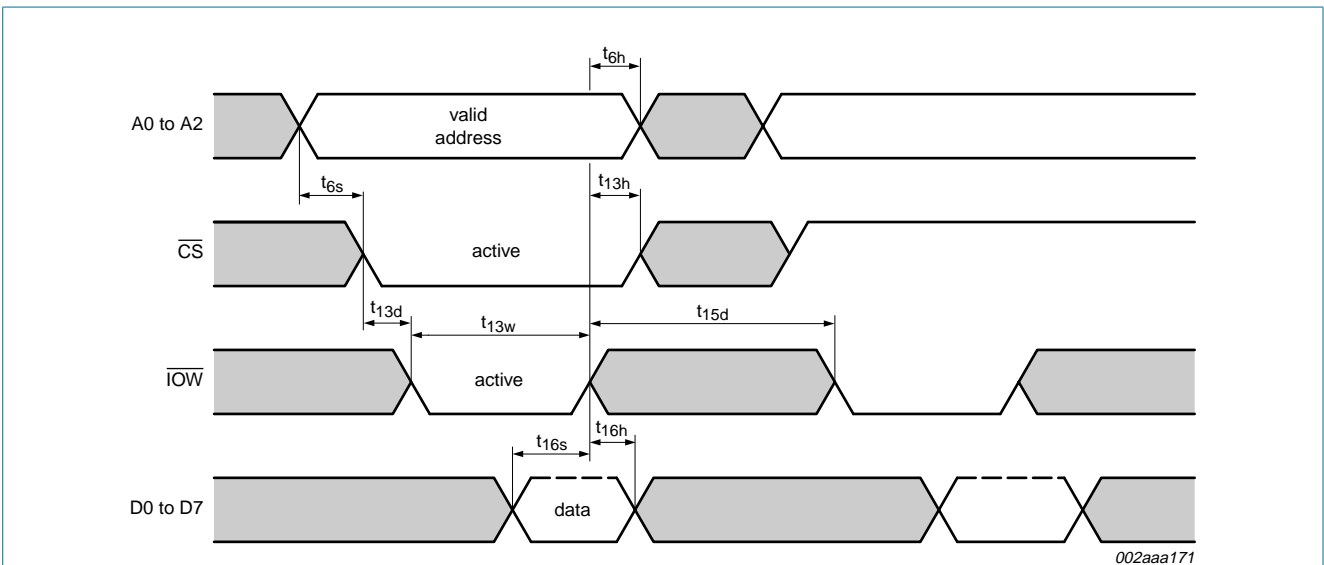 t6h
A0 to A2
valid
address
t6s
t13h
CS
active
t13d
t13w
t15d
IOW
active
t16s
t16h
D0 to D7
data
002aaa171